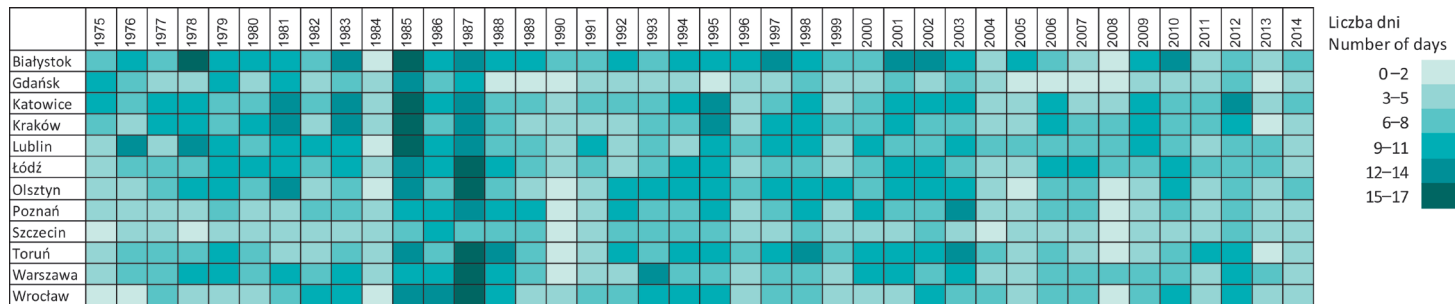 1975 1976 1977 1978 1979 1980 1981 1982 1983 1984 1985 1986 1987 1988 1989 1990 1991 1992 1993 1994 1995 1996 1997 1998 1999 2000 2001 2002 2003 2004 2005 2006 2007 2008 2009 2010 2011 2012 2013 2014
Białystok
Gdańsk
Katowice
Kraków
Lublin
Łódź
Olsztyn
Poznań
Szczecin
Toruń
Warszawa
Wrocław
Liczba dni
Number of days
0–2
3–5
6–8
9–11
12–14
15–17